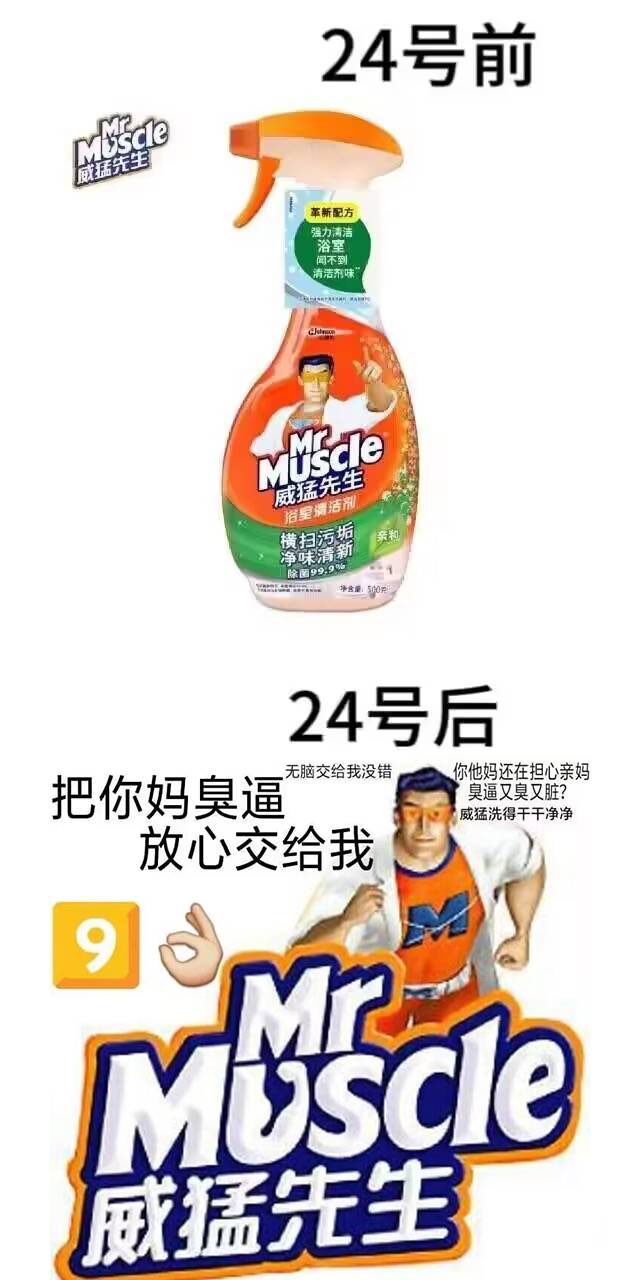 24号前
Mr
Muscle
威猛先生
革新配方
强力清洁
浴室
闻不到
清洁剂味
Johnson
Mr
Muscle
威猛先生
浴室清洁剂
横扫污垢
净味清新
除菌99.9%
亲和
净含量: 500克
24号后
无脑交给我没错
你他妈还在担心亲妈
臭逼又臭又脏?
威猛洗得干干净净
把你妈臭逼
放心交给我
M
9
Mr
Muscle
威猛先生